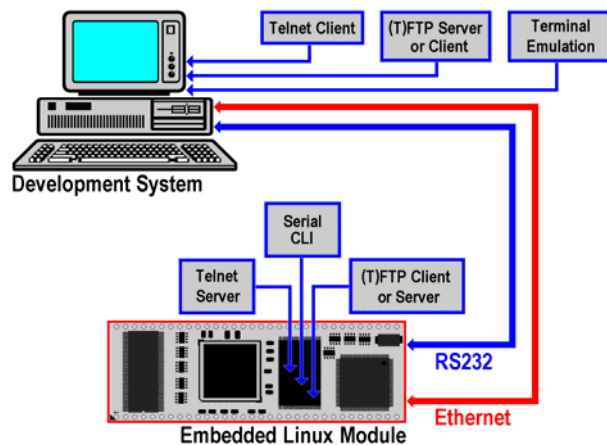 Telnet Client
(T)FTP Server
or Client
Terminal
Emulation
Development System
Serial
CLI
Telnet
Server
(T)FTP Client
or Server
RS232
Ethernet
Embedded Linux Module